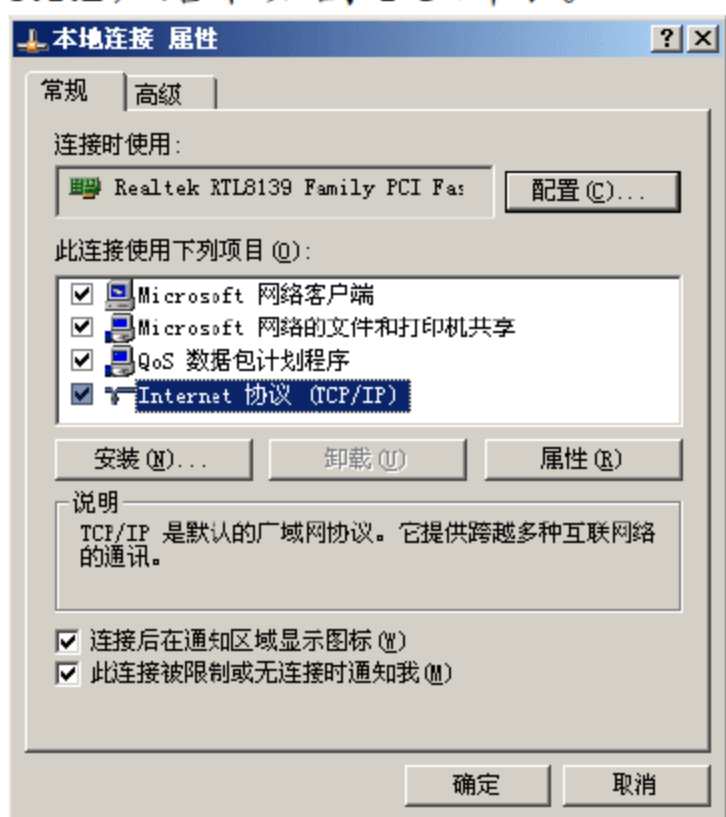 本地连接 属性
常规 高级
连接时使用:
Realtek RTL8139 Family PCI Fas
配置(C)...
此连接使用下列项目(O):
Microsoft 网络客户端
Microsoft 网络的文件和打印机共享
QoS 数据包计划程序
Internet 协议 (TCP/IP)
安装(N)... 卸载(U) 属性(R)
说明
TCP/IP 是默认的广域网协议。它提供跨越多种互联网络
的通讯。
连接后在通知区域显示图标(W)
此连接被限制或无连接时通知我(M)
确定 取消